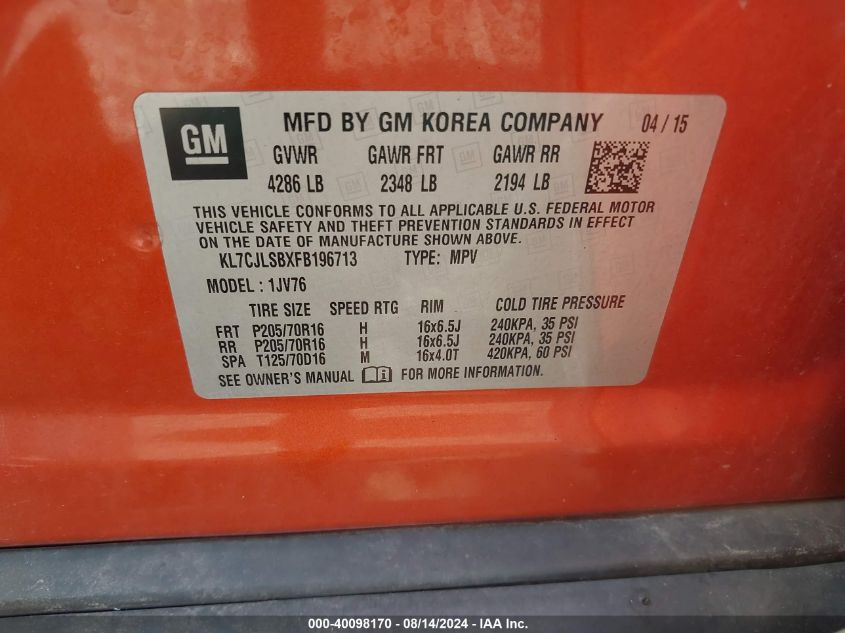 GM
MFD BY GM KOREA COMPANY 04 / 15
GVWR GAWR FRT GAWR RR
4286 LB 2348 LB 2194 LB
THIS VEHICLE CONFORMS TO ALL APPLICABLE U.S. FEDERAL MOTOR
VEHICLE SAFETY AND THEFT PREVENTION STANDARDS IN EFFECT
ON THE DATE OF MANUFACTURE SHOWN ABOVE.
KL7CJLSBXFB196713 TYPE: MPV
MODEL : 1JV76
TIRE SIZE SPEED RTG RIM COLD TIRE PRESSURE
FRT P205/70R16 H 16x6.5J 240KPA, 35 PSI
RR P205/70R16 H 16x6.5J 240KPA, 35 PSI
SPA T125/70D16 M 16x4.0T 420KPA, 60 PSI
SEE OWNER'S MANUAL i FOR MORE INFORMATION.
000-40098170 - 08/14/2024 - IAA Inc.